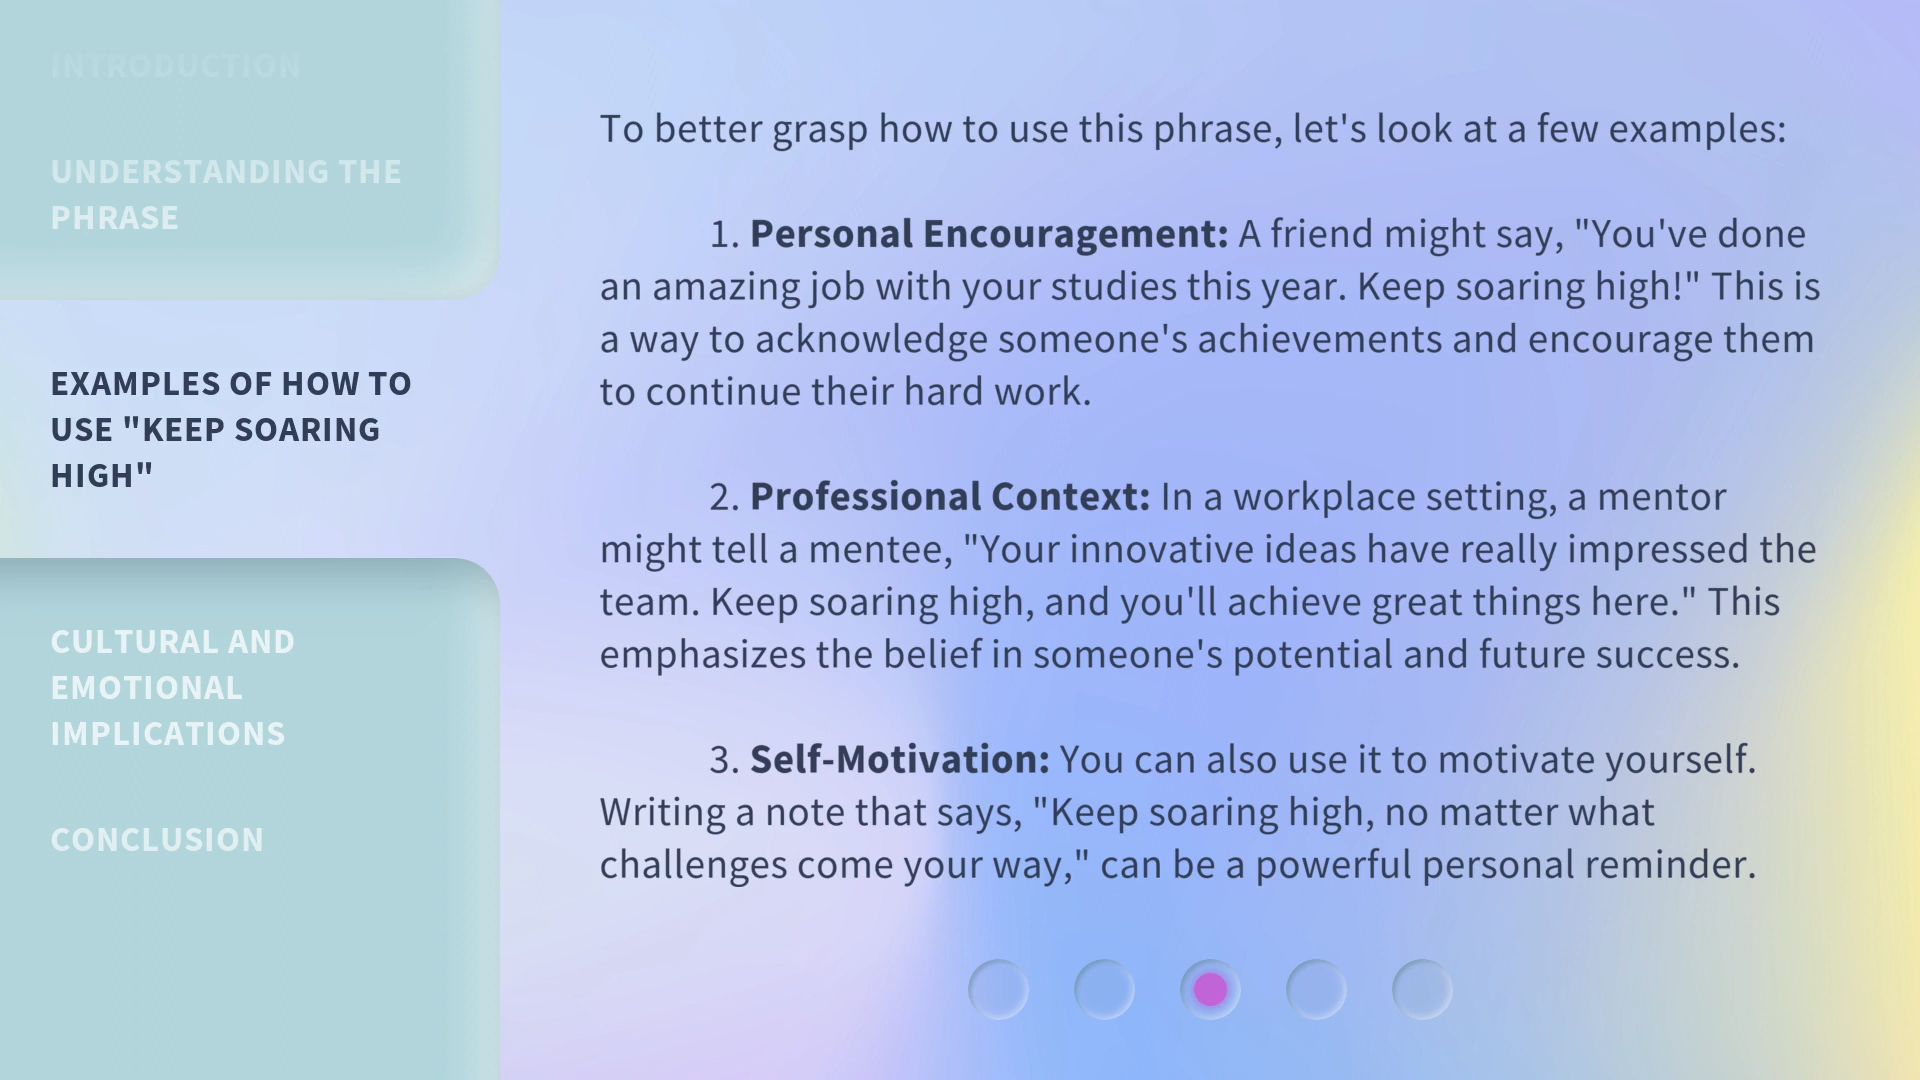 INTRODUCTION
UNDERSTANDING THE
PHRASE
EXAMPLES OF HOW TO
USE "KEEP SOARING
HIGH"
CULTURAL AND
EMOTIONAL
IMPLICATIONS
CONCLUSION
To better grasp how to use this phrase, let's look at a few examples:
1. Personal Encouragement: A friend might say, "You've done
an amazing job with your studies this year. Keep soaring high!" This is
a way to acknowledge someone's achievements and encourage them
to continue their hard work.
2. Professional Context: In a workplace setting, a mentor
might tell a mentee, "Your innovative ideas have really impressed the
team. Keep soaring high, and you'll achieve great things here." This
emphasizes the belief in someone's potential and future success.
3. Self-Motivation: You can also use it to motivate yourself.
Writing a note that says, "Keep soaring high, no matter what
challenges come your way," can be a powerful personal reminder.